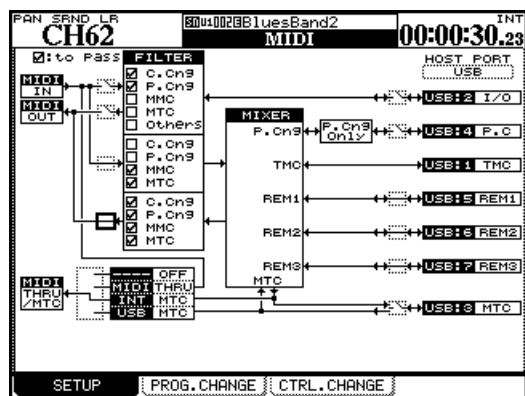 PAN SRND LR
CH62
U1002 BluesBand2
MIDI
INT
00:00:30.23
☑:to Pass
FILTER
HOST PORT
USB
MIDI IN
MIDI OUT
☑ C.Cng
☑ P.Cng
☐ MMC
☐ MTC
☐ Others
☐ C.Cng
☐ P.Cng
☑ MMC
☑ MTC
☑ C.Cng
☑ P.Cng
☑ MMC
☑ MTC
MIXER
P.Cng
P.Cng Only
TMC
REM1
REM2
REM3
MTC
USB:2 I/O
USB:4 P.C
USB:1 TMC
USB:5 REM1
USB:6 REM2
USB:7 REM3
USB:3 MTC
MIDI THRU /MTC
---- OFF
MIDI THRU
INT MTC
USB MTC
SETUP
PROG.CHANGE
CTRL.CHANGE